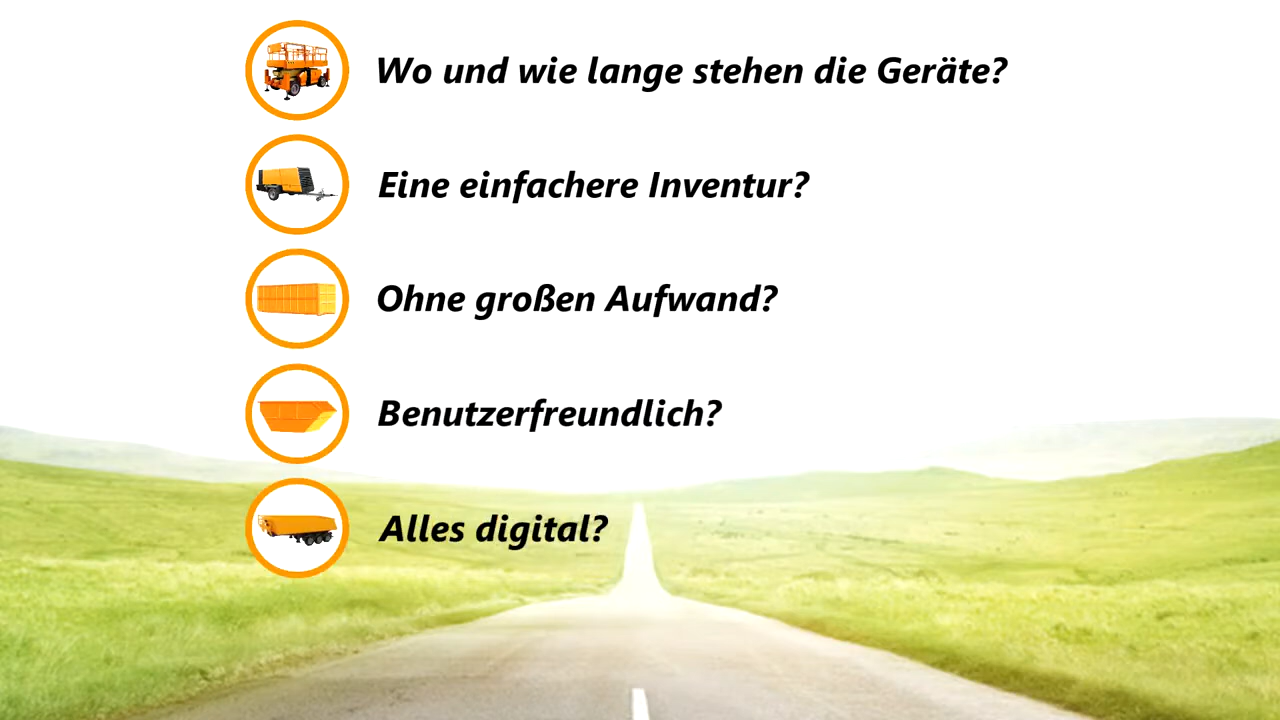 Wo und wie lange stehen die Geräte?
Eine einfachere Inventur?
Ohne großen Aufwand?
Benutzerfreundlich?
Alles digital?